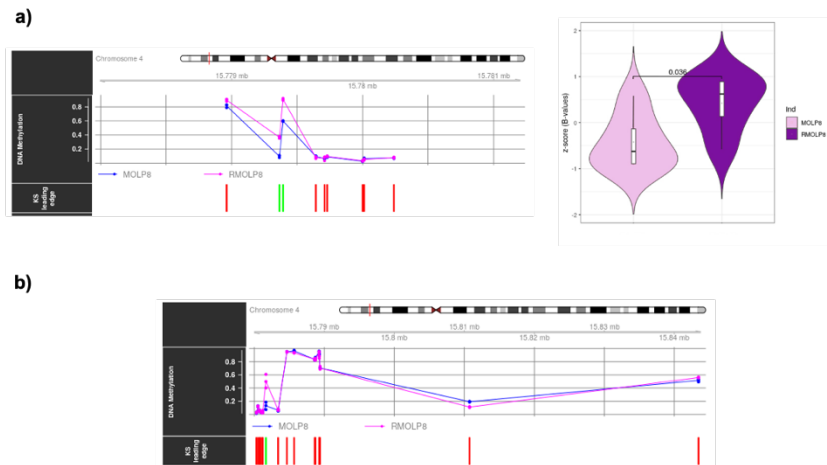 a)
Chromosome 4
15.779 mb
15.781 mb
15.78 mb
DNA Methylation
0.8
0.6
0.4
0.2
MOLP8
RMOLP8
KS
leading
edge
z-score (B-values)
2
1
0
-1
-2
0.036
Ind
MOLP8
RMOLP8
b)
Chromosome 4
15.79 mb
15.81 mb
15.83 mb
15.84 mb
15.8 mb
15.82 mb
DNA Methylation
0.8
0.6
0.4
0.2
MOLP8
RMOLP8
KS
leading
edge